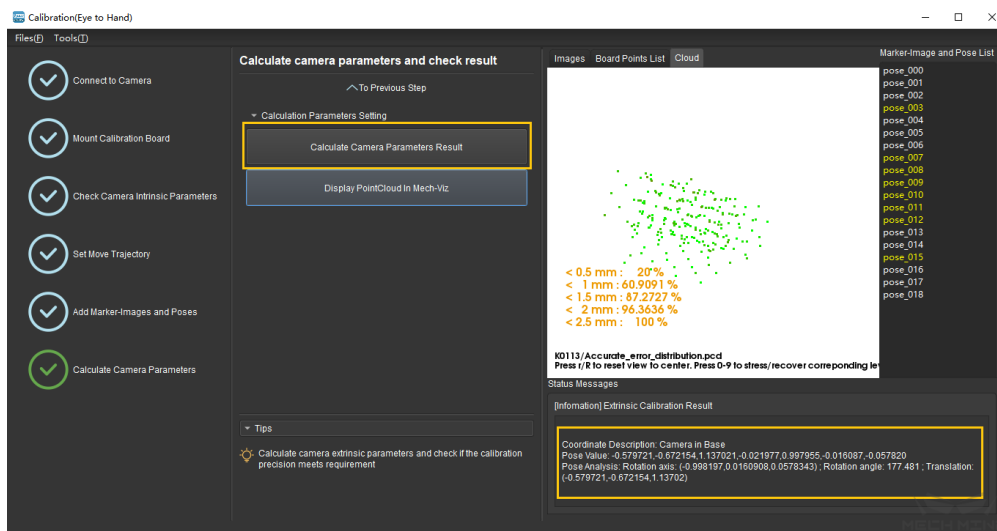 Calibration(Eye to Hand)
Files(F) Tools(T)
Connect to Camera
Mount Calibration Board
Check Camera Intrinsic Parameters
Set Move Trajectory
Add Marker-Images and Poses
Calculate Camera Parameters
Calculate camera parameters and check result
To Previous Step
Calculation Parameters Setting
Calculate Camera Parameters Result
Display PointCloud In Mech-Viz
Tips
Calculate camera extrinsic parameters and check if the calibration
precision meets requirement
Images Board Points List Cloud
< 0.5 mm : 20 %
< 1 mm : 60.9091 %
< 1.5 mm : 87.2727 %
< 2 mm : 96.3636 %
< 2.5 mm : 100 %
K0113/Accurate_error_distribution.pcd
Press r/R to reset view to center. Press 0-9 to stress/recover correponding le
Marker-Image and Pose List
pose_000
pose_001
pose_002
pose_003
pose_004
pose_005
pose_006
pose_007
pose_008
pose_009
pose_010
pose_011
pose_012
pose_013
pose_014
pose_015
pose_016
pose_017
pose_018
Status Messages
[Infomation] Extrinsic Calibration Result
Coordinate Description: Camera in Base
Pose Value: -0.579721,-0.672154,1.137021,-0.021977,0.997955,-0.016087,-0.057820
Pose Analysis: Rotation axis: (-0.998197,0.0160908,0.0578343) ; Rotation angle: 177.481 ; Translation:
(-0.579721,-0.672154,1.13702)